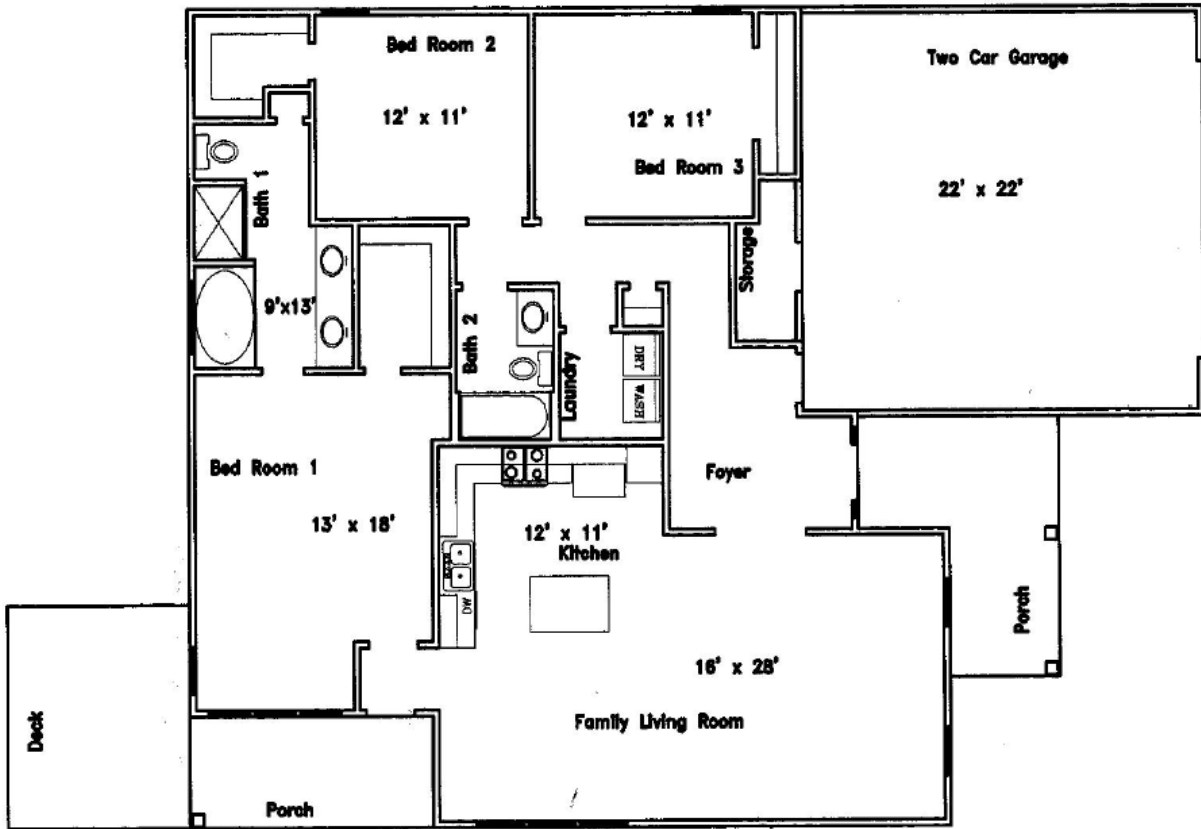 Bed Room 2
12' x 11'
12' x 11'
Bed Room 3
Two Car Garage
22' x 22'
Bath 1
9'x13'
Storage
Bath 2
Laundry
DRY
WASH
Bed Room 1
13' x 18'
Foyer
12' x 11'
Kitchen
DW
16' x 28'
Family Living Room
Porch
Deck
Porch